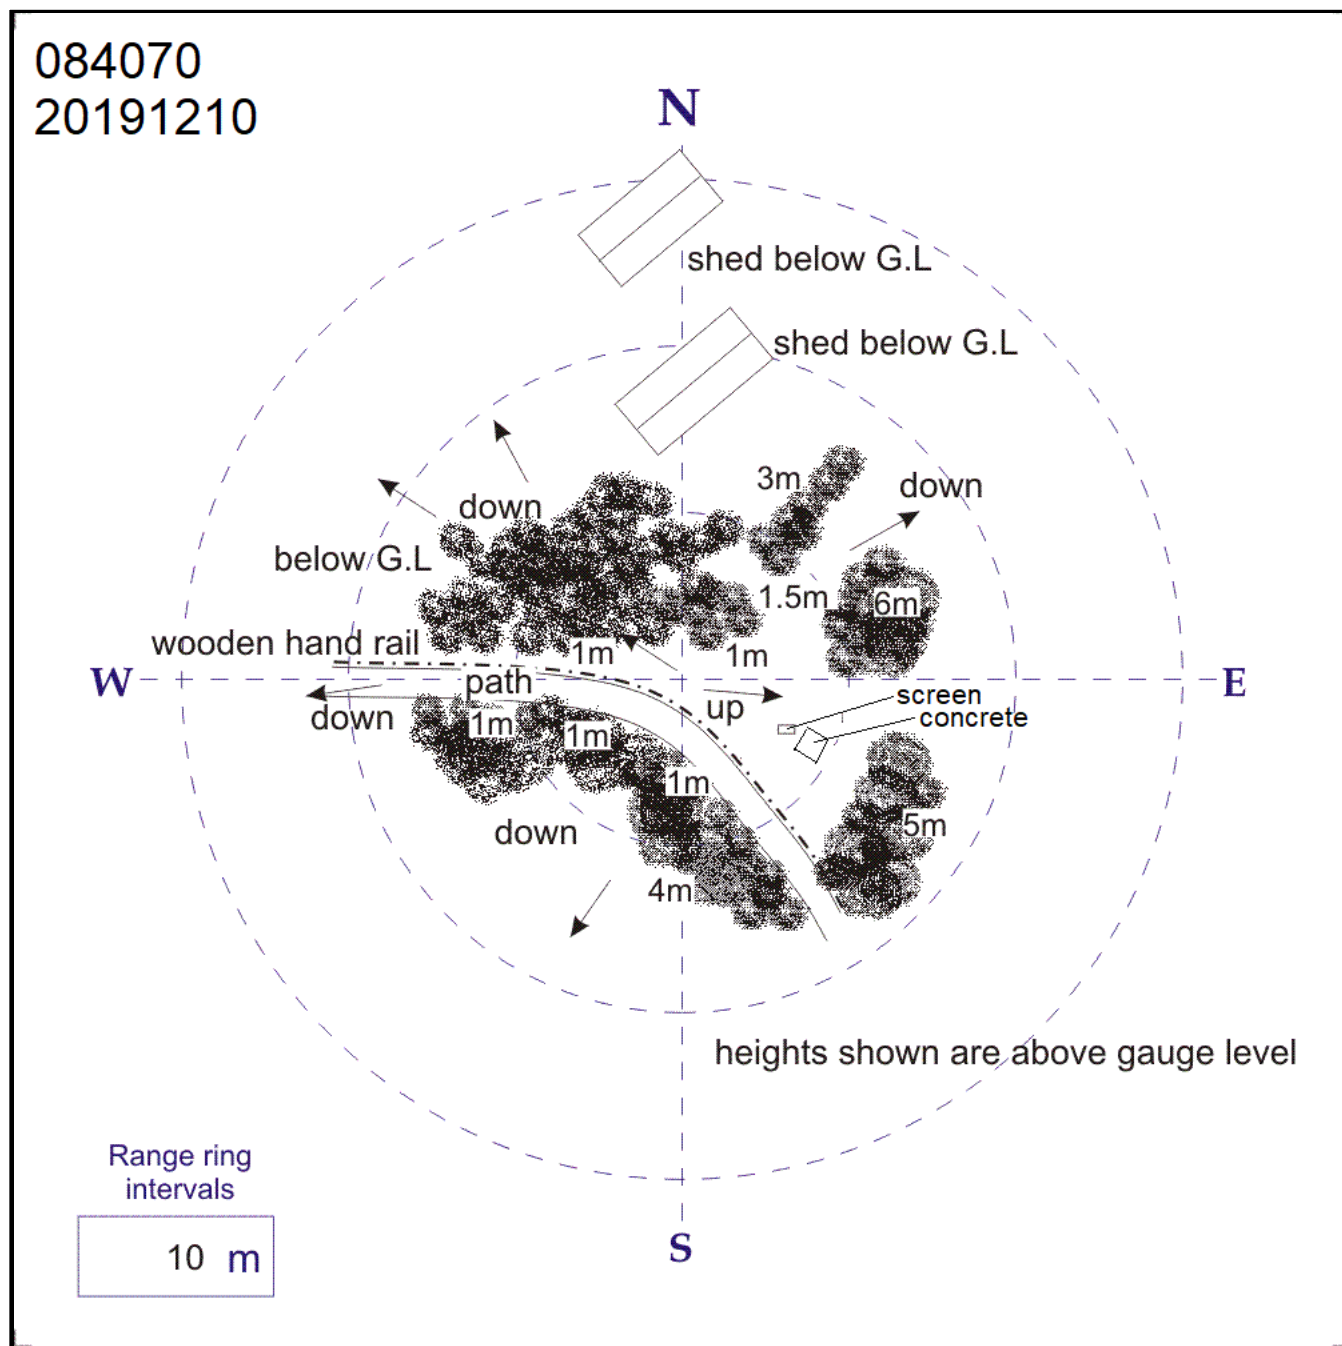 084070
20191210
N
shed below G.L
shed below G.L
3m
down
down
below G.L
1.5m
6m
wooden hand rail
1m
1m
W
path
E
screen
down
1m
up
concrete
1m
1m
5m
down
4m
heights shown are above gauge level
Range ring
intervals
S
10 m